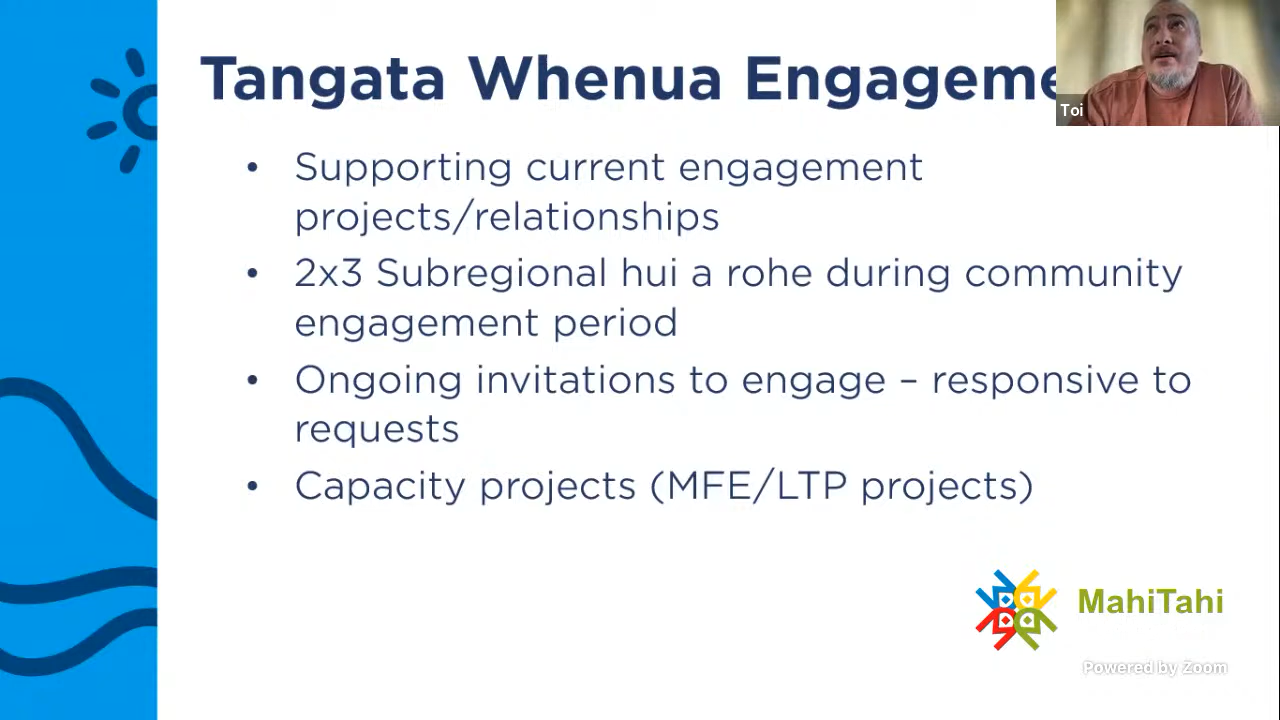 Tangata Whenua Engageme
Toi
• Supporting current engagement
projects/relationships
• 2x3 Subregional hui a rohe during community
engagement period
• Ongoing invitations to engage – responsive to
requests
• Capacity projects (MFE/LTP projects)
MahiTahi
Powered by Zoom